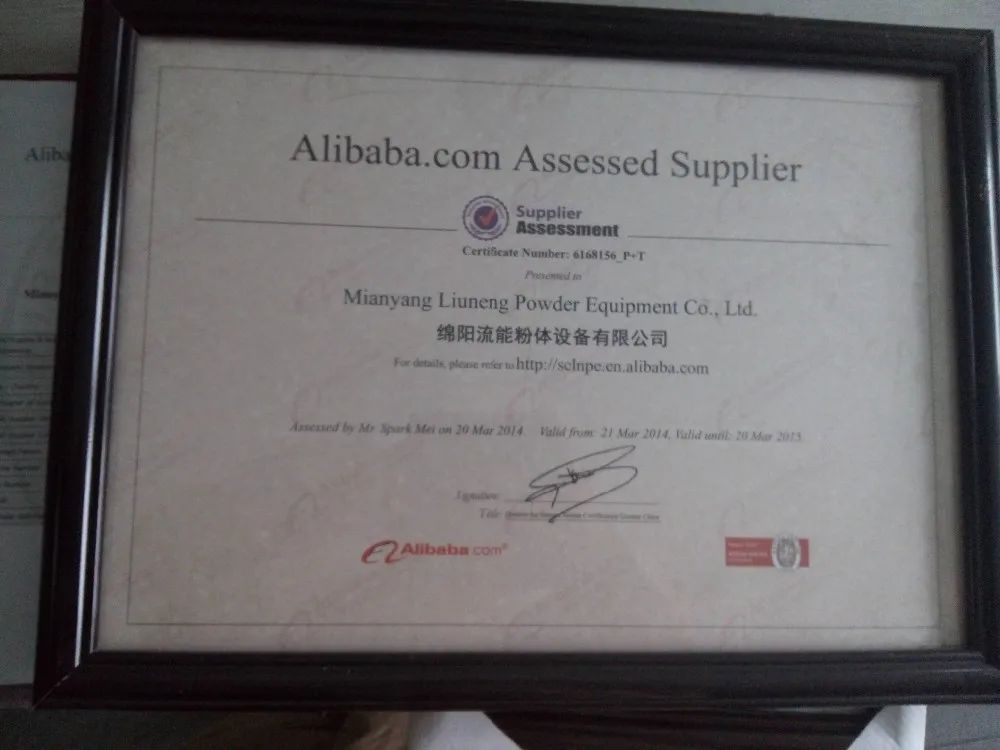 Alibaba.com Assessed Supplier
Supplier
Assessment
Certificate Number: 6168156_P+T
Presented to
Mianyang Liuneng Powder Equipment Co., Ltd.
绵阳流能粉体设备有限公司
For details, please refer to http://sclnpe.en.alibaba.com
Assessed by Mr. Spark Mei on 20 Mar 2014. Valid from: 21 Mar 2014, Valid until: 20 Mar 2015.
Signature:
Title:
Alibaba.com®
Aliba